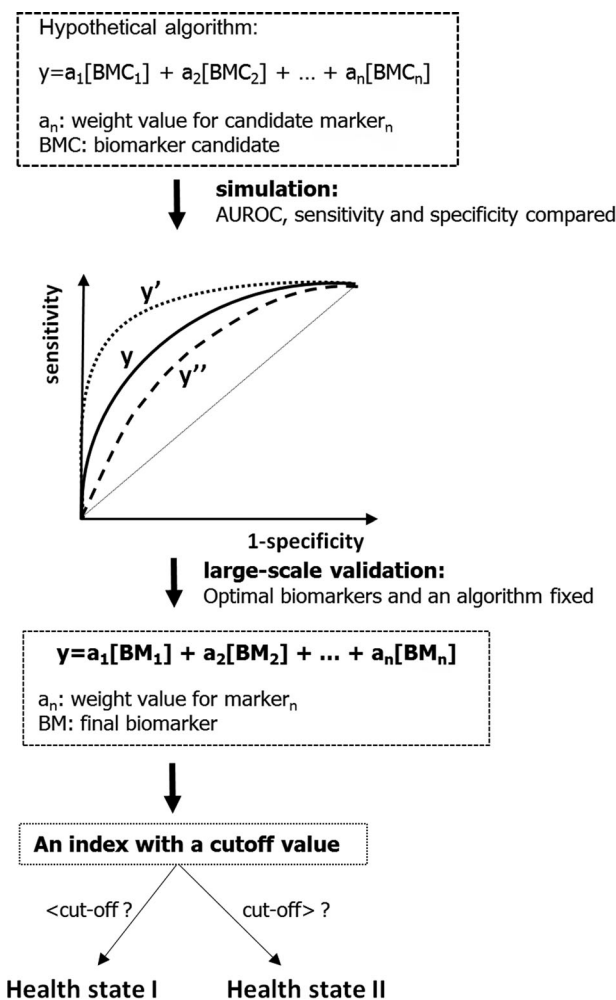 Hypothetical algorithm:
y=a₁[BMC₁] + a₂[BMC₂] + ... + aₙ[BMCₙ]
aₙ: weight value for candidate markerₙ
BMC: biomarker candidate
simulation:
AUROC, sensitivity and specificity compared
sensitivity
y’
y
y’’
1-specificity
large-scale validation:
Optimal biomarkers and an algorithm fixed
y=a₁[BM₁] + a₂[BM₂] + ... + aₙ[BMₙ]
aₙ: weight value for markerₙ
BM: final biomarker
An index with a cutoff value
<cut-off ? cut-off> ?
Health state I Health state II